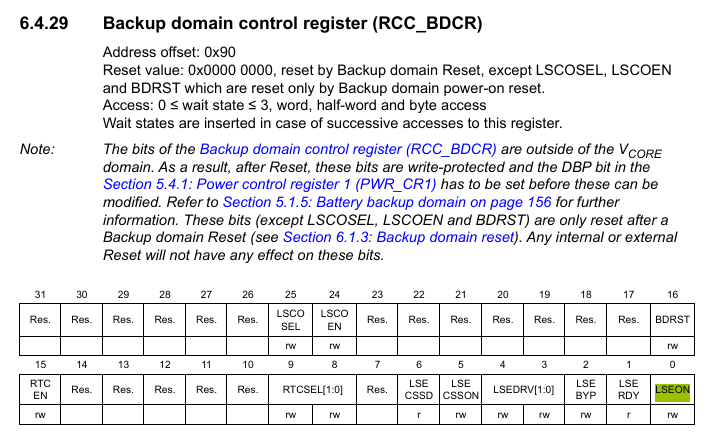 6.4.29 Backup domain control register (RCC_BDCR)
Address offset: 0x90
Reset value: 0x0000 0000, reset by Backup domain Reset, except LSCOSEL, LSCOEN
and BDRST which are reset only by Backup domain power-on reset.
Access: 0 ≤ wait state ≤ 3, word, half-word and byte access
Wait states are inserted in case of successive accesses to this register.
Note: The bits of the Backup domain control register (RCC_BDCR) are outside of the VCORE
domain. As a result, after Reset, these bits are write-protected and the DBP bit in the
Section 5.4.1: Power control register 1 (PWR_CR1) has to be set before these can be
modified. Refer to Section 5.1.5: Battery backup domain on page 156 for further
information. These bits (except LSCOSEL, LSCOEN and BDRST) are only reset after a
Backup domain Reset (see Section 6.1.3: Backup domain reset). Any internal or external
Reset will not have any effect on these bits.
31 30 29 28 27 26 25 24 23 22 21 20 19 18 17 16
Res. Res. Res. Res. Res. Res. LSCO SEL LSCO EN Res. Res. Res. Res. Res. Res. Res. BDRST
rw rw rw
15 14 13 12 11 10 9 8 7 6 5 4 3 2 1 0
RTC EN Res. Res. Res. Res. Res. RTCSEL[1:0] Res. LSE CSSD LSE CSSON LSEDRV[1:0] LSE BYP LSE RDY LSEON
rw rw rw r rw rw rw rw r rw